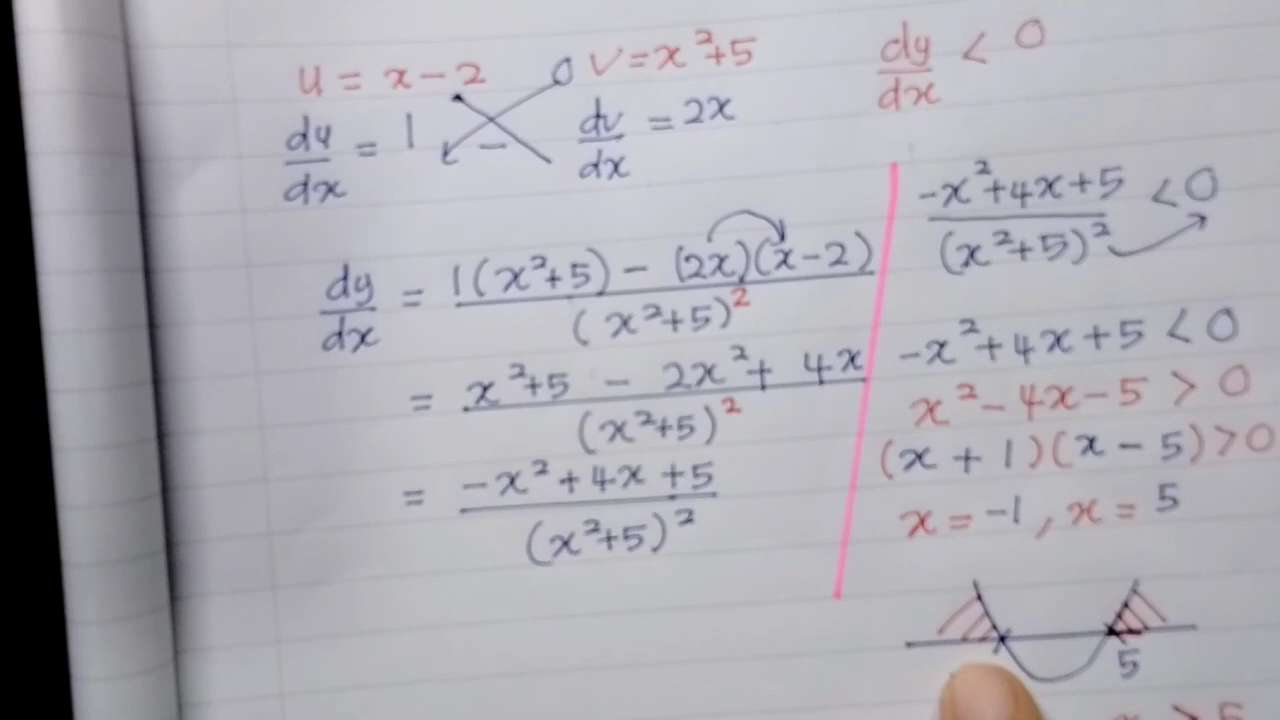 u = x - 2
v = x²+5
du/dx = 1
-
dv/dx = 2x
dy/dx = 1(x²+5) - (2x)(x-2) / (x²+5)²
= x²+5 - 2x²+ 4x / (x²+5)²
= -x²+4x+5 / (x²+5)²
dy/dx < 0
-x²+4x+5 / (x²+5)² < 0
-x²+4x+5 < 0
x²-4x-5 > 0
(x+1)(x-5)>0
x = -1, x = 5
5
> 5